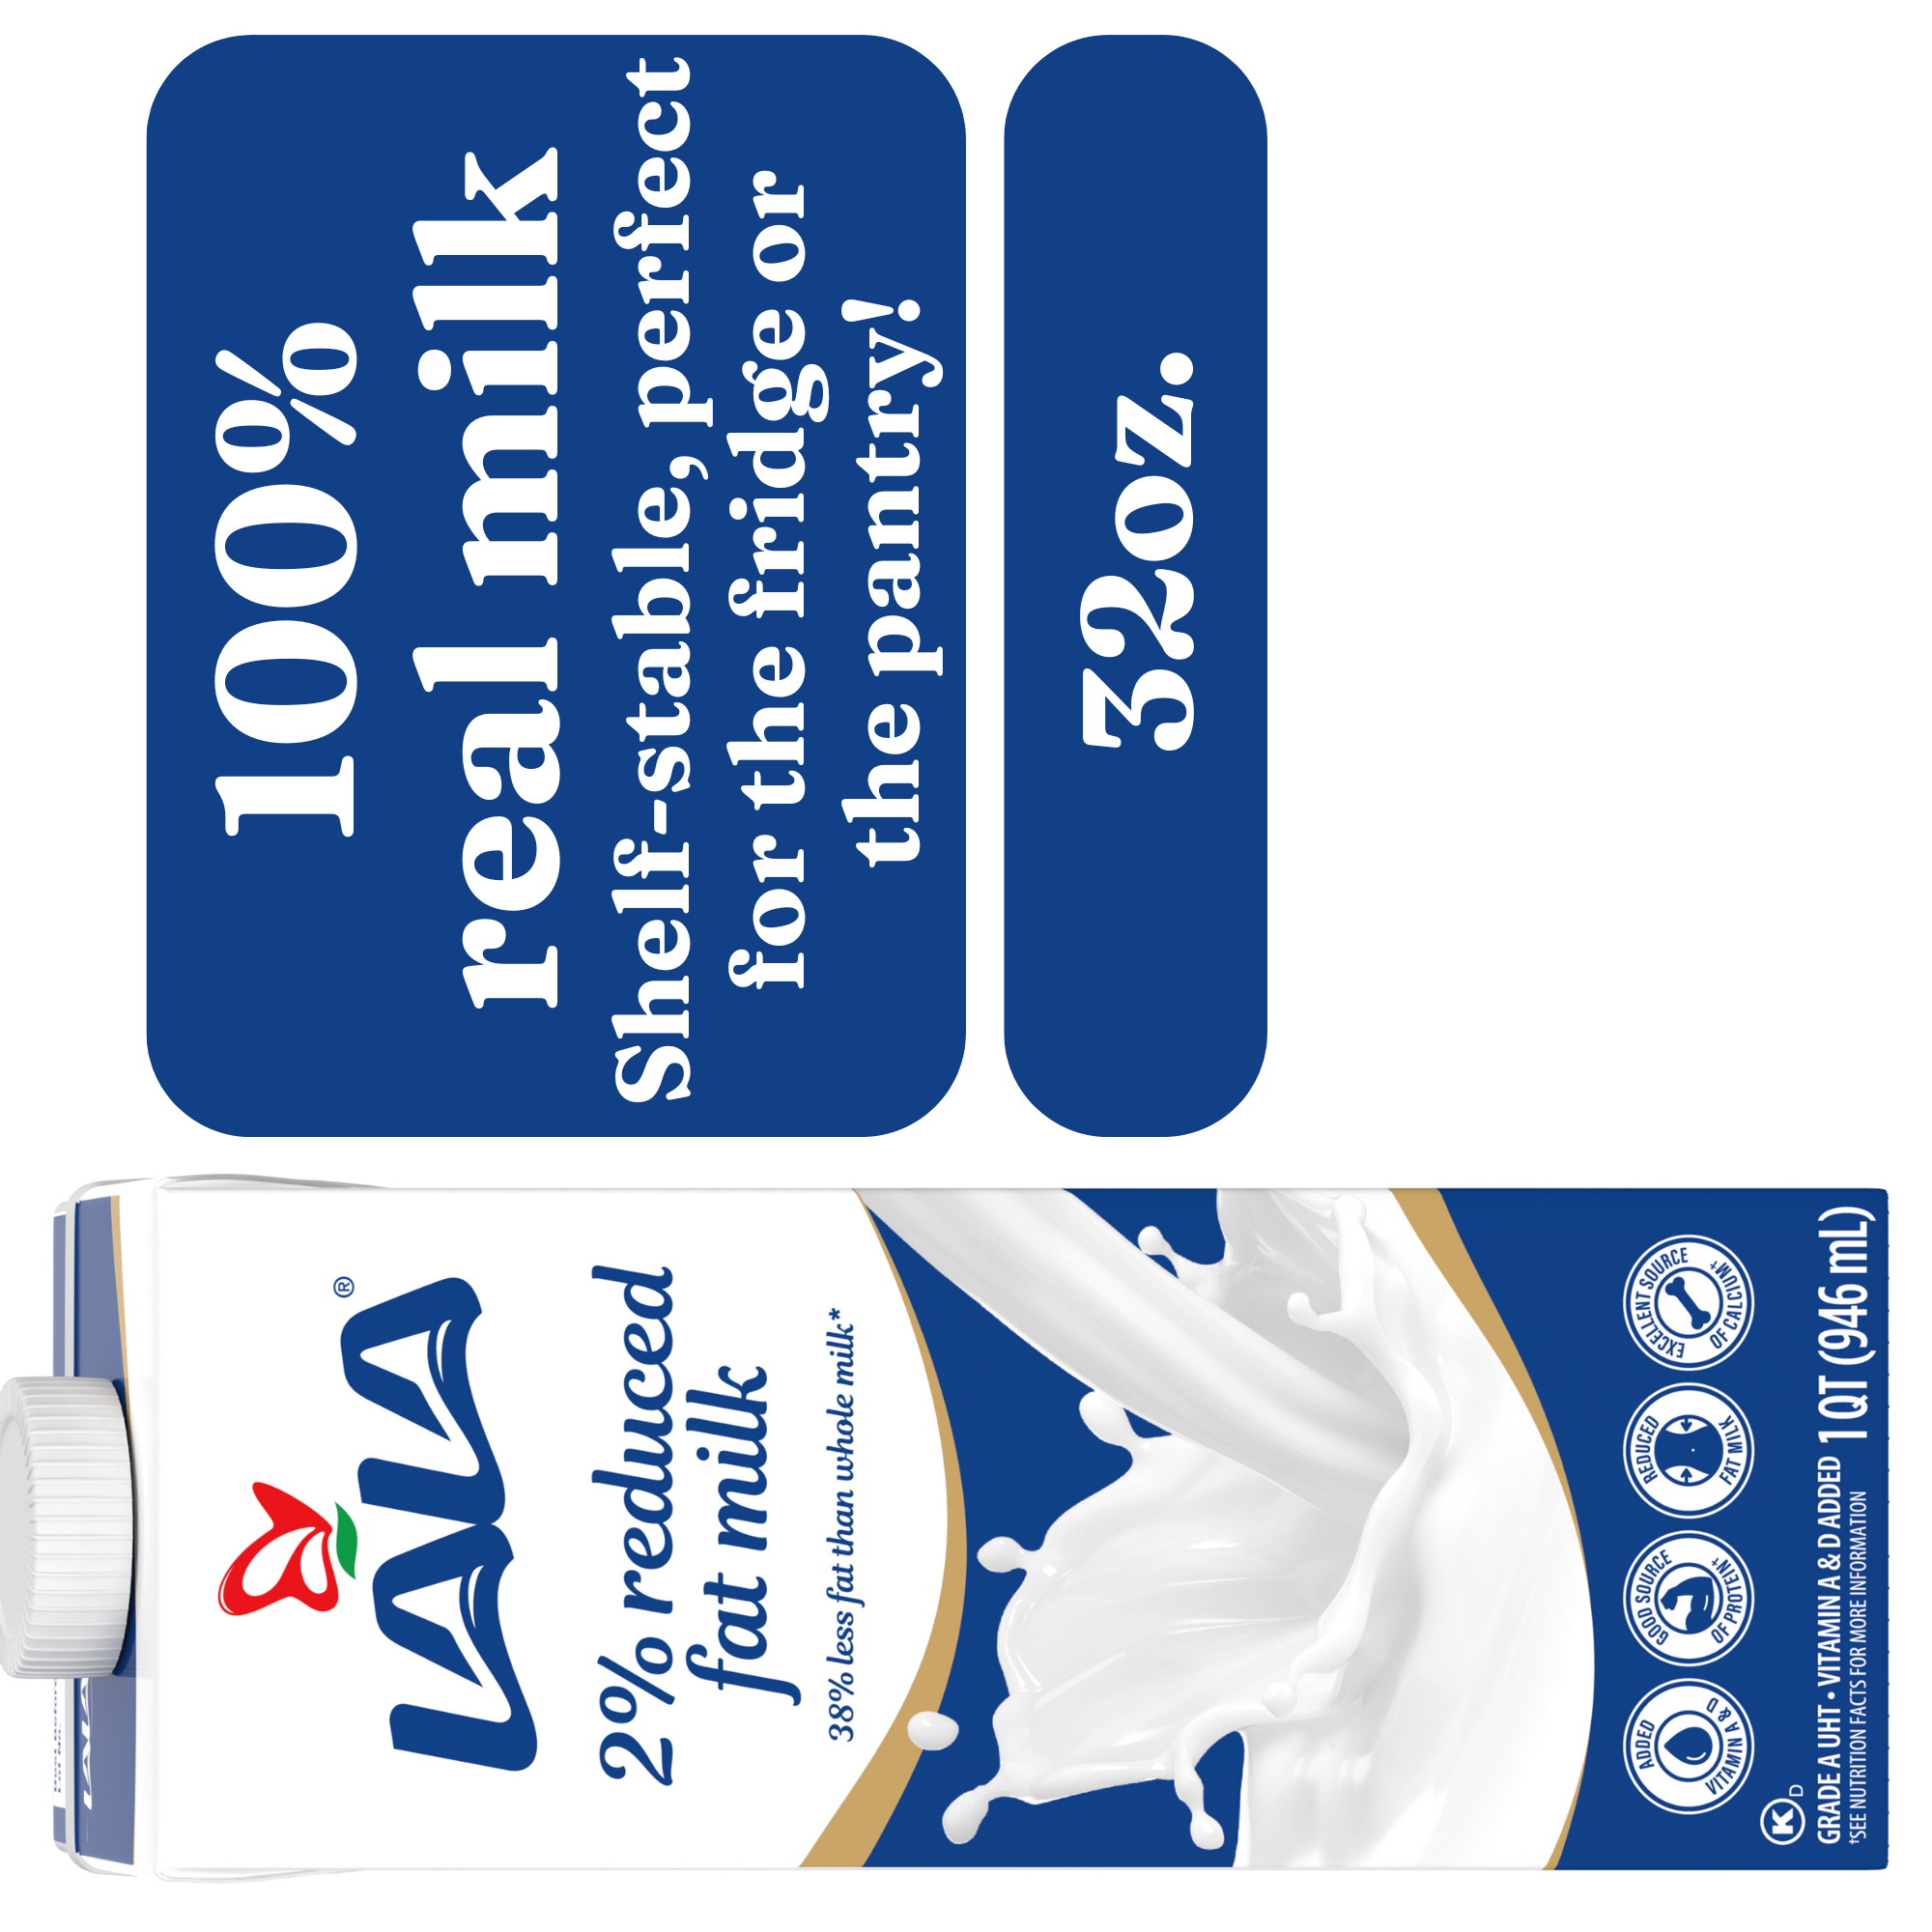 LALA®
2% reduced
fat milk
38% less fat than whole milk*
ADDED
VITAMIN A & D
GOOD SOURCE
OF PROTEIN†
REDUCED
FAT MILK
EXCELLENT SOURCE
OF CALCIUM†
K D
GRADE A UHT • VITAMIN A & D ADDED 1 QT (946 mL)
†SEE NUTRITION FACTS FOR MORE INFORMATION
LALA
100%
real milk
Shelf-stable, perfect
for the fridge or
the pantry!
32oz.